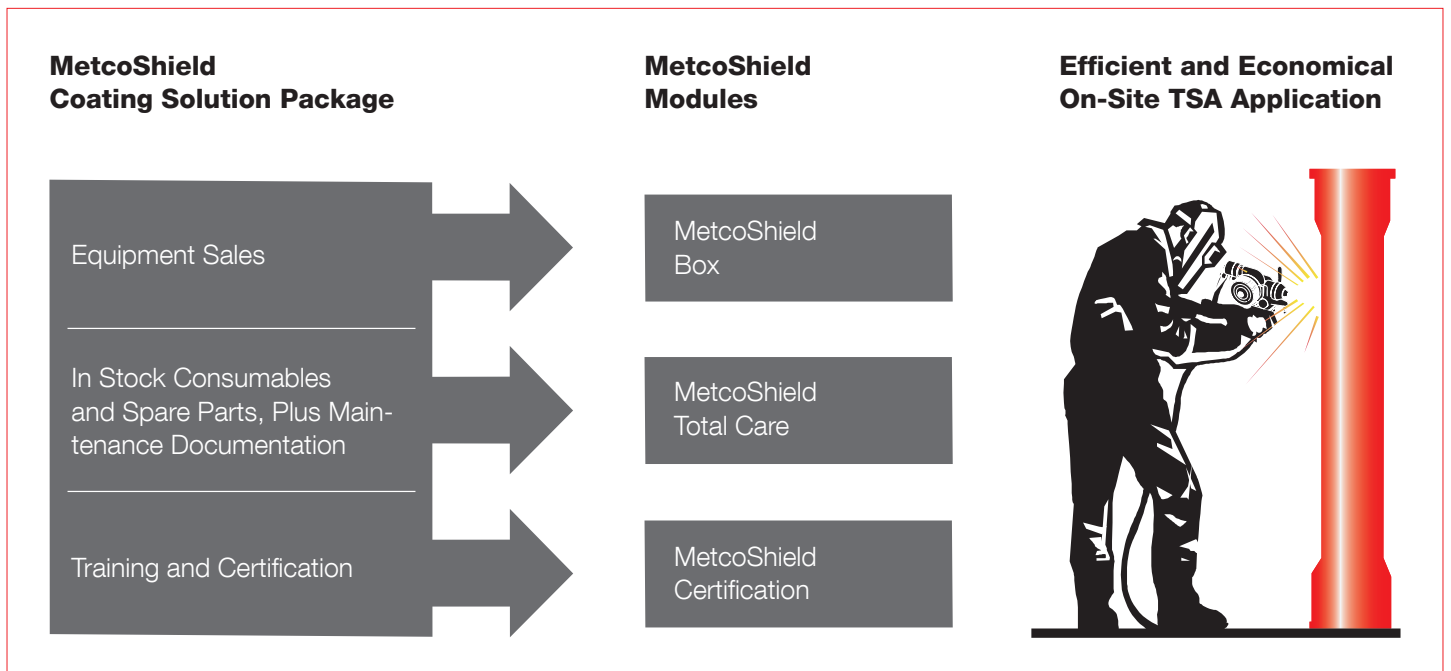 MetcoShield
Coating Solution Package
Equipment Sales
In Stock Consumables
and Spare Parts, Plus Main-
tenance Documentation
Training and Certification
MetcoShield
Modules
MetcoShield
Box
MetcoShield
Total Care
MetcoShield
Certification
Efficient and Economical
On-Site TSA Application